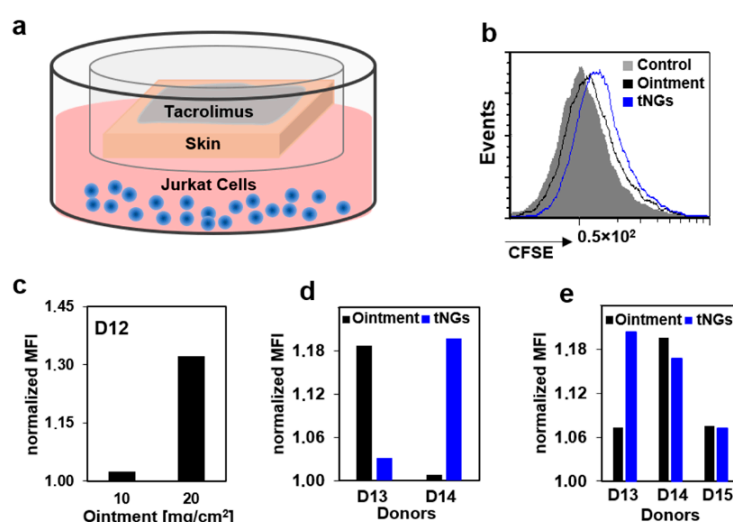 a
Tacrolimus
Skin
Jurkat Cells
b
Events
Control
Ointment
tNGs
0.5×10²
CFSE
c
normalized MFI
1.45
1.30
1.15
1.00
D12
10 20
Ointment [mg/cm²]
d
normalized MFI
Ointment tNGs
1.18
1.12
1.06
1.00
D13 D14
Donors
e
normalized MFI
Ointment tNGs
1.18
1.12
1.06
1.00
D13 D14 D15
Donors